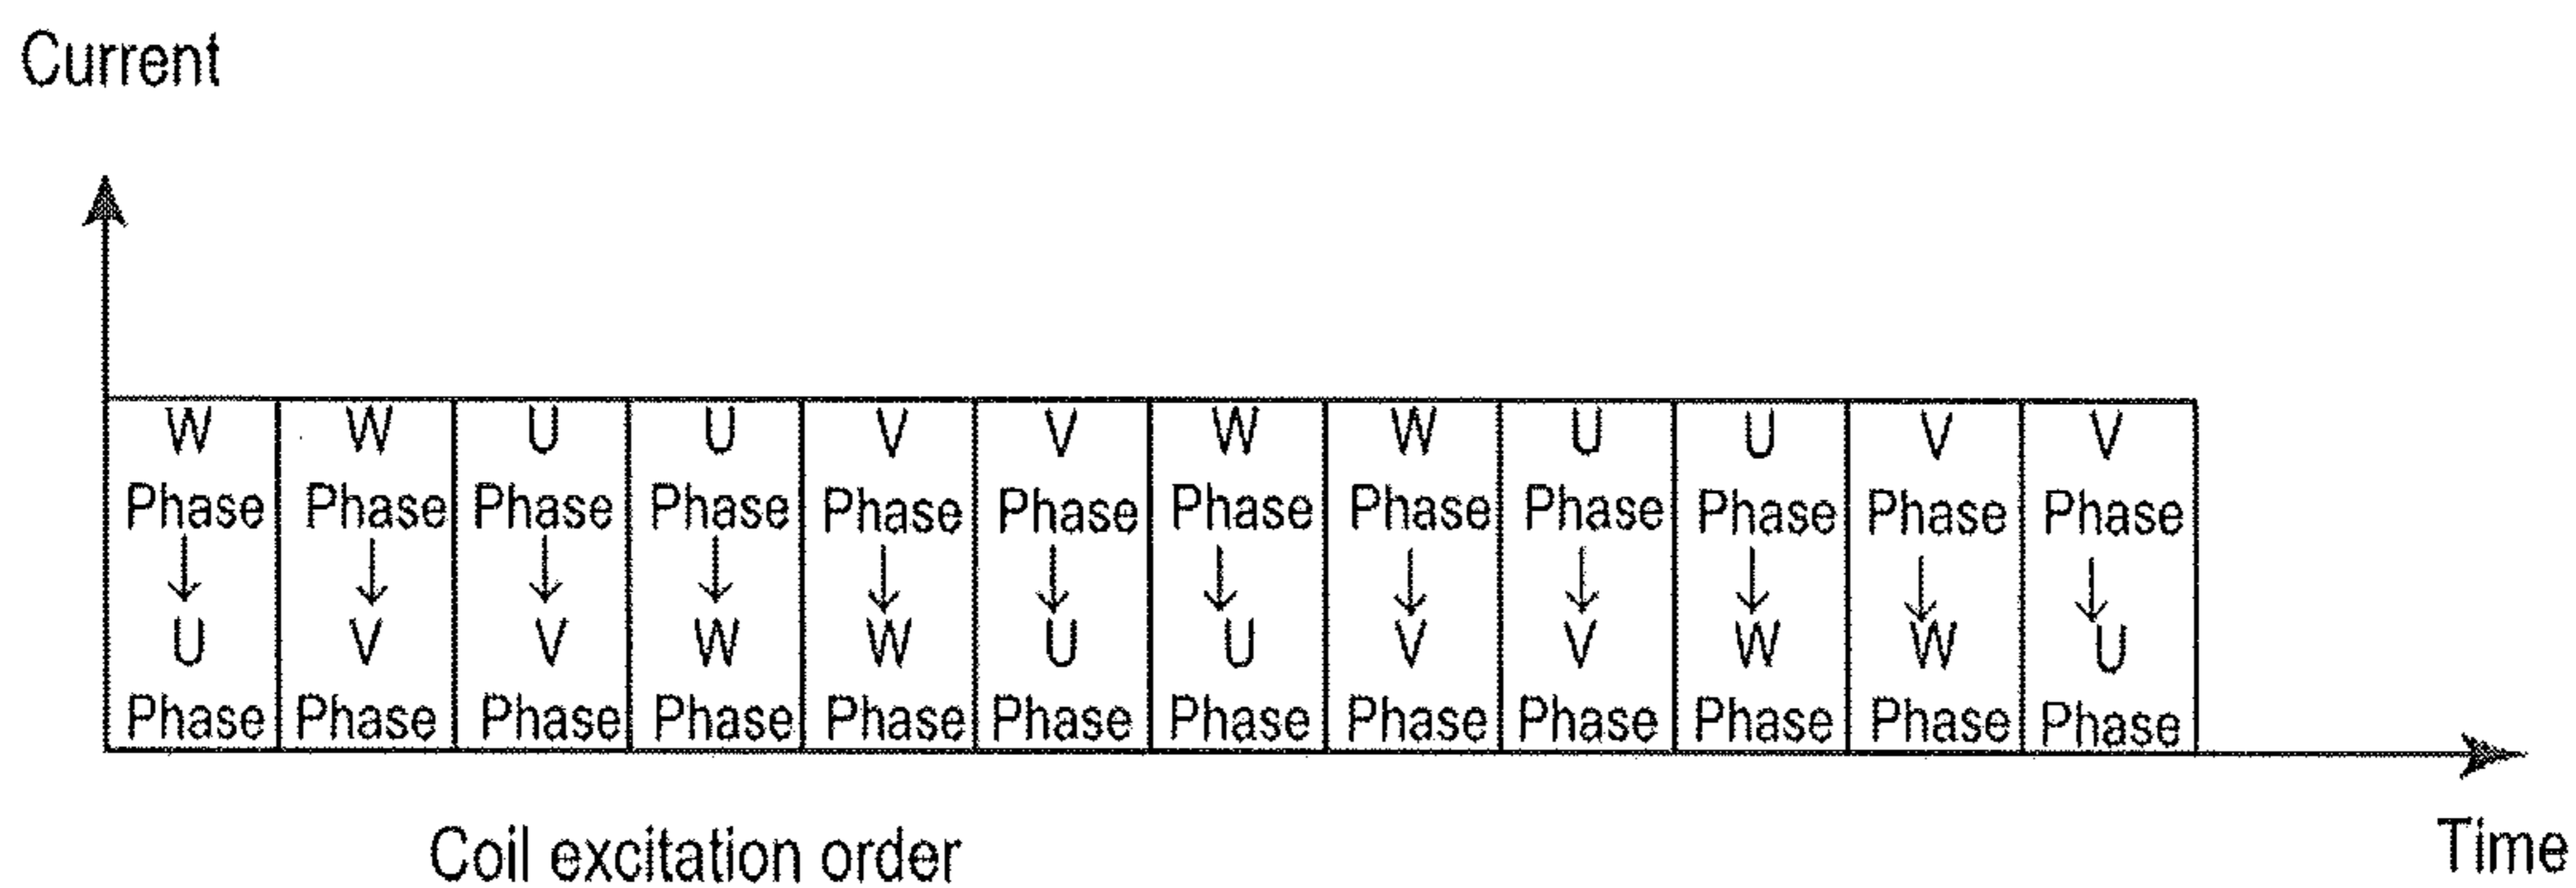 Current
W W U U V V W W U U V V
Phase Phase Phase Phase Phase Phase Phase Phase Phase Phase Phase Phase
↓ ↓ ↓ ↓ ↓ ↓ ↓ ↓ ↓ ↓ ↓ ↓
U V V W W U U V V W W U
Phase Phase Phase Phase Phase Phase Phase Phase Phase Phase Phase Phase
Coil excitation order
Time